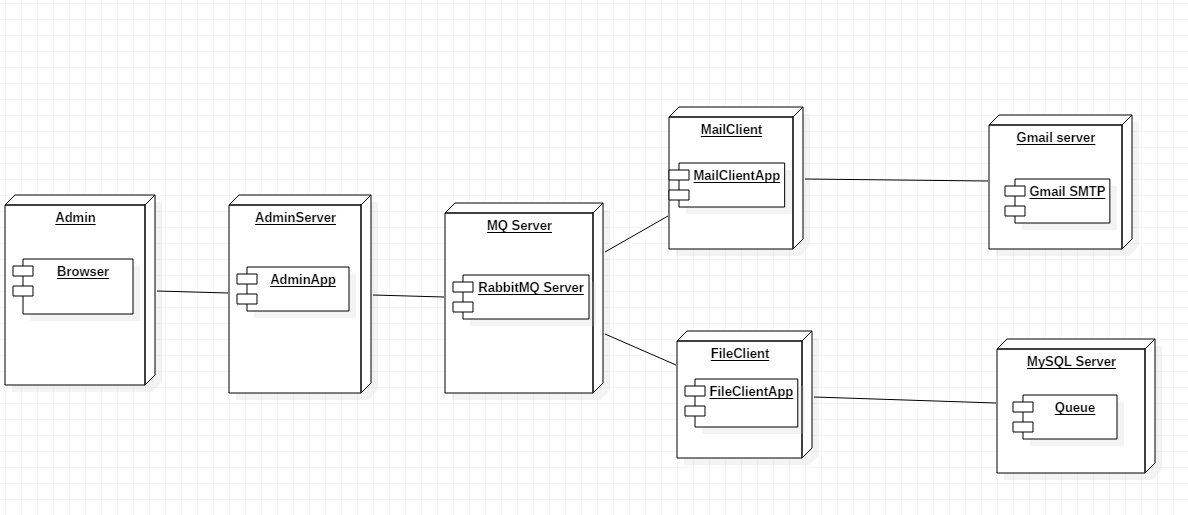 Admin
Browser
AdminServer
AdminApp
MQ Server
RabbitMQ Server
MailClient
MailClientApp
Gmail server
Gmail SMTP
FileClient
FileClientApp
MySQL Server
Queue